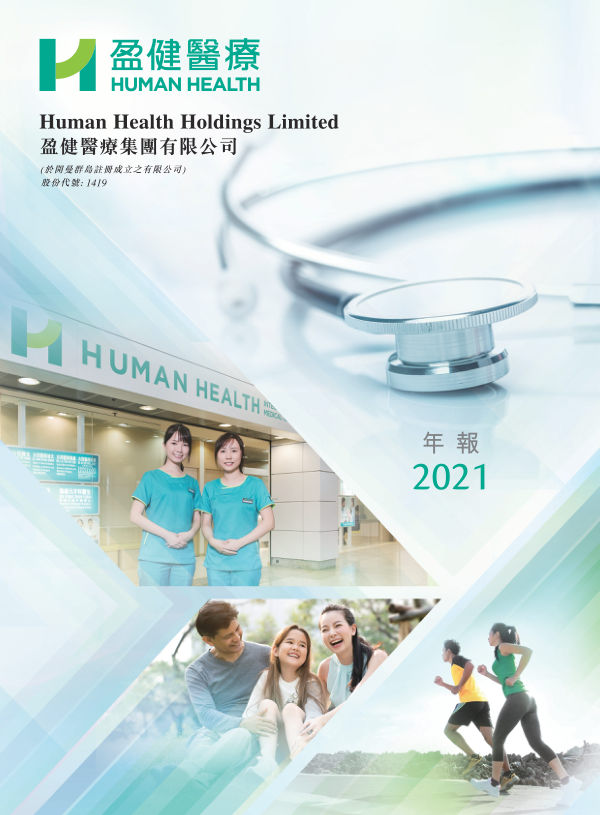 盈健醫療
HUMAN HEALTH
Human Health Holdings Limited
盈健醫療集團有限公司
(於開曼群島註冊成立之有限公司)
股份代號: 1419
HUMAN HEALTH
年報
2021